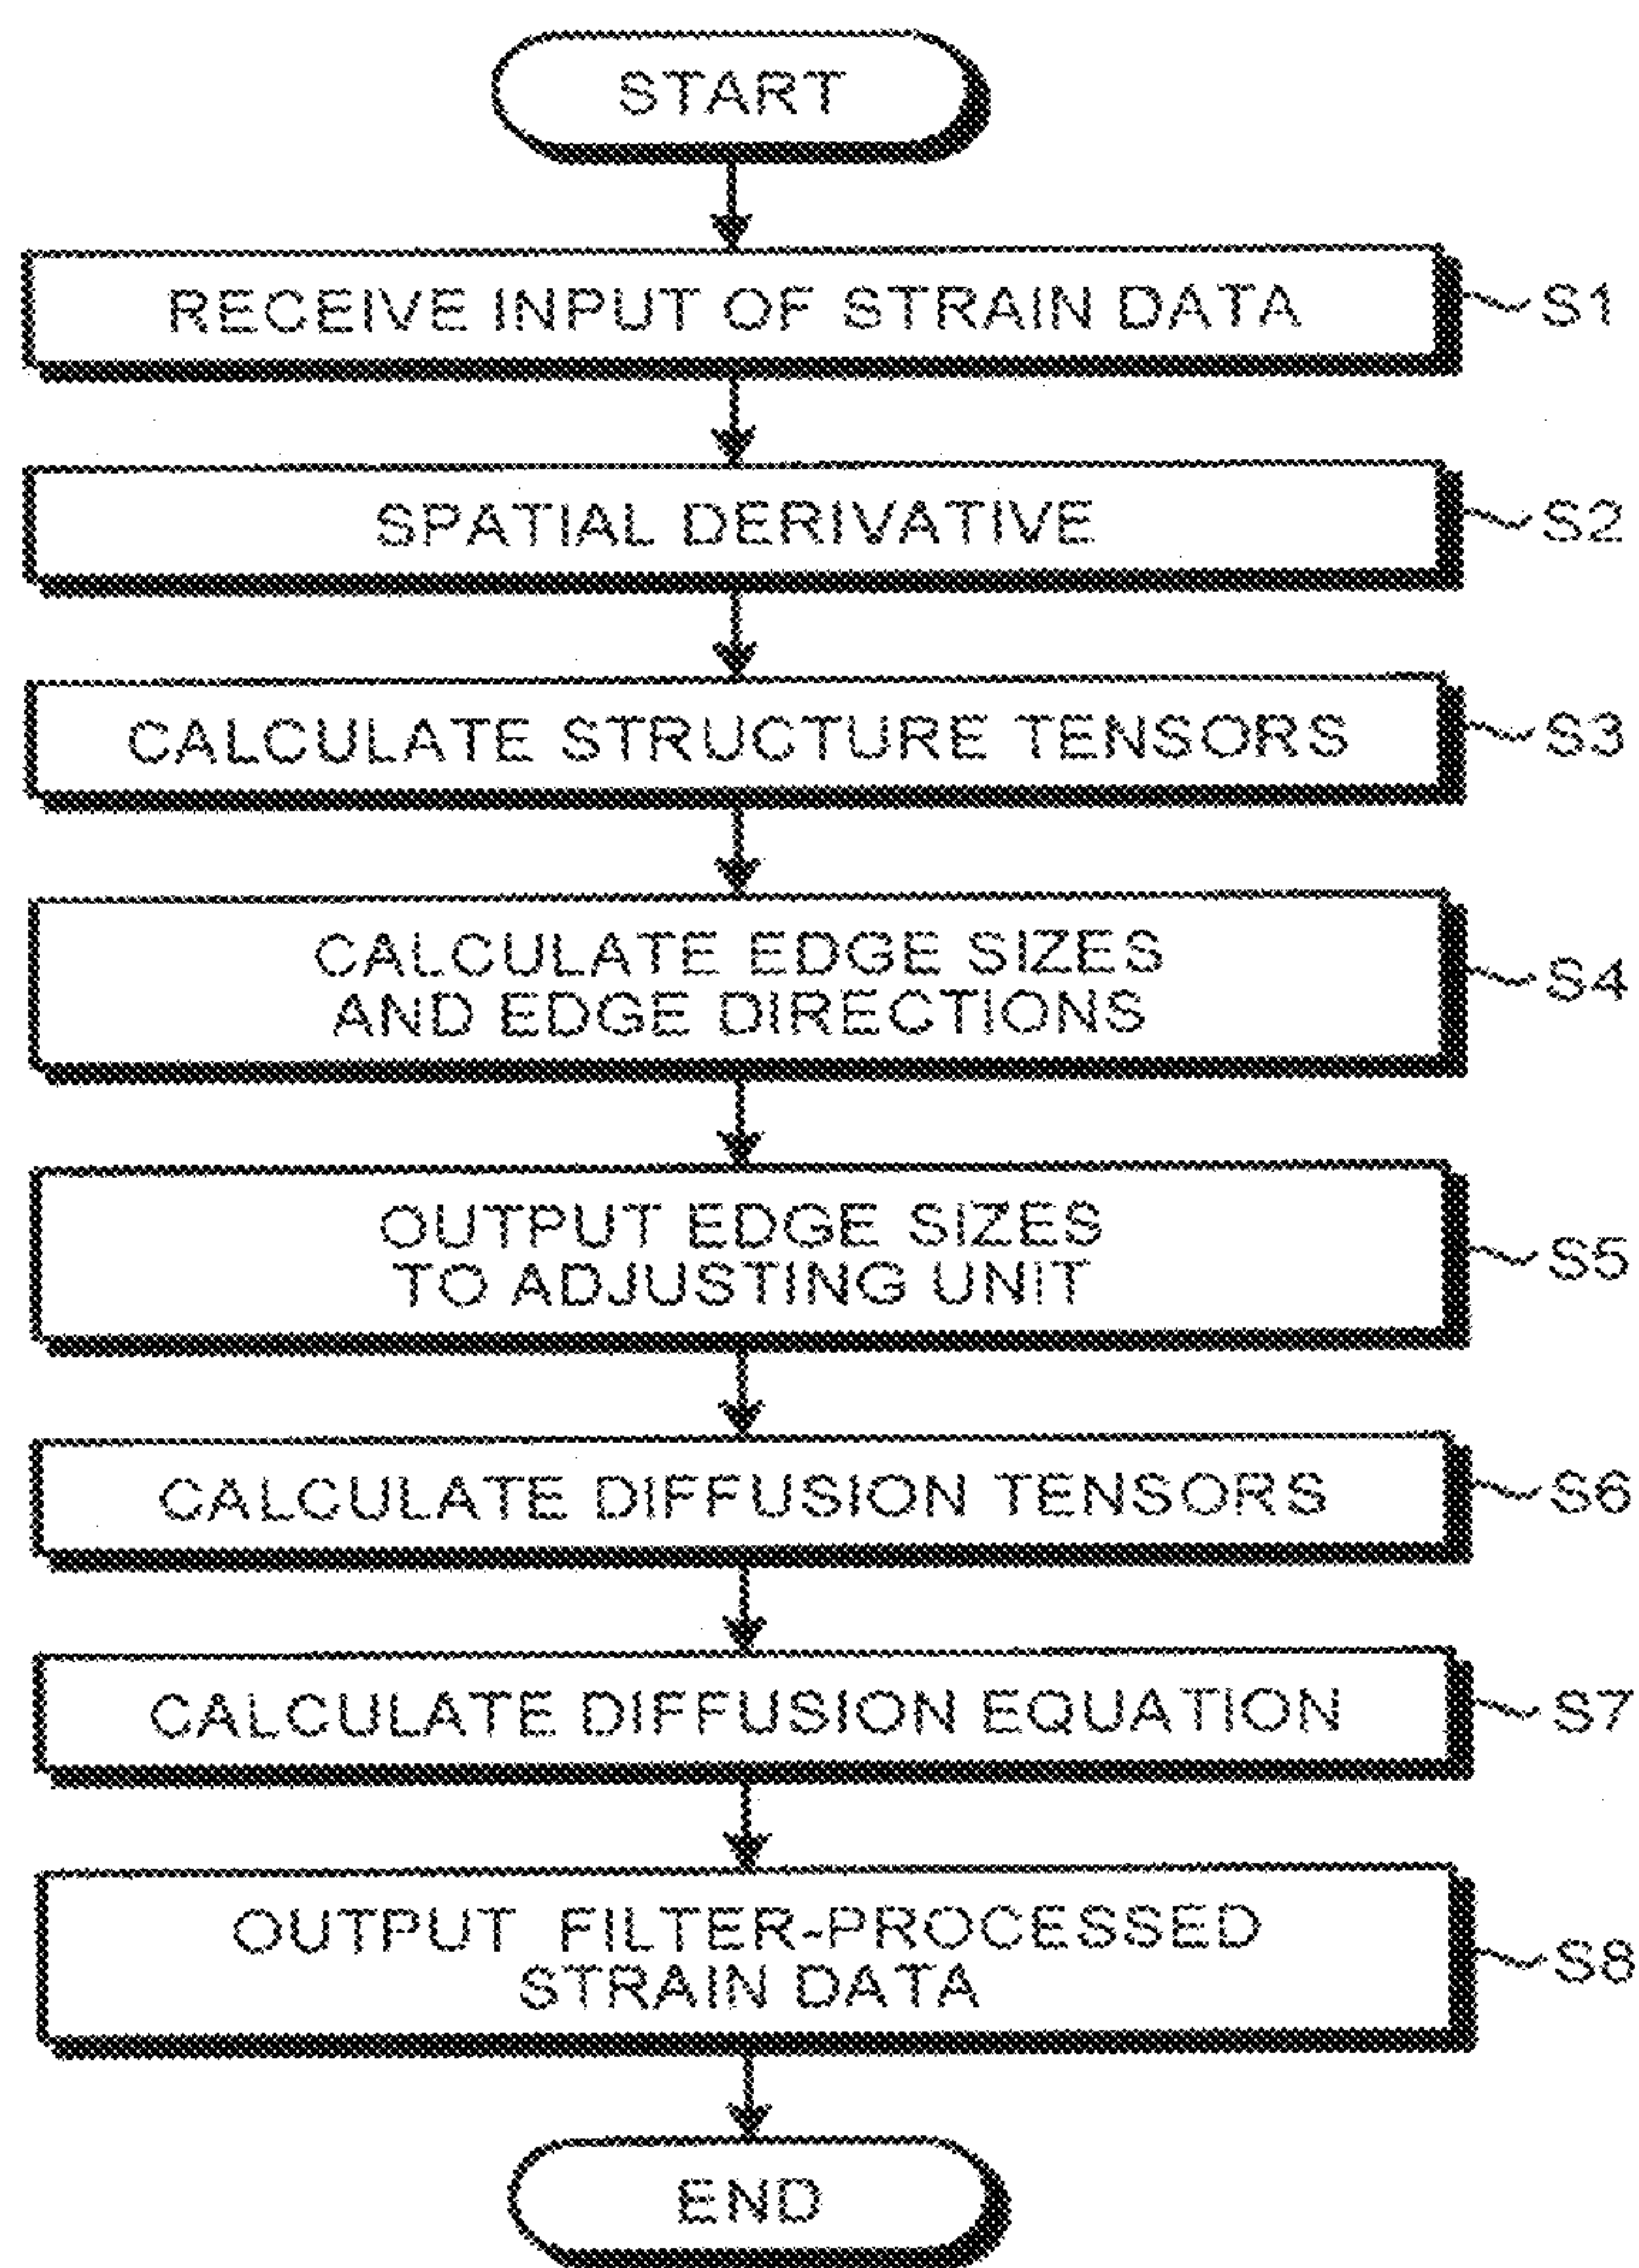 START
RECEIVE INPUT OF STRAIN DATA
S1
SPATIAL DERIVATIVE
S2
CALCULATE STRUCTURE TENSORS
S3
CALCULATE EDGE SIZES
AND EDGE DIRECTIONS
S4
OUTPUT EDGE SIZES
TO ADJUSTING UNIT
S5
CALCULATE DIFFUSION TENSORS
S6
CALCULATE DIFFUSION EQUATION
S7
OUTPUT FILTER-PROCESSED
STRAIN DATA
S8
END